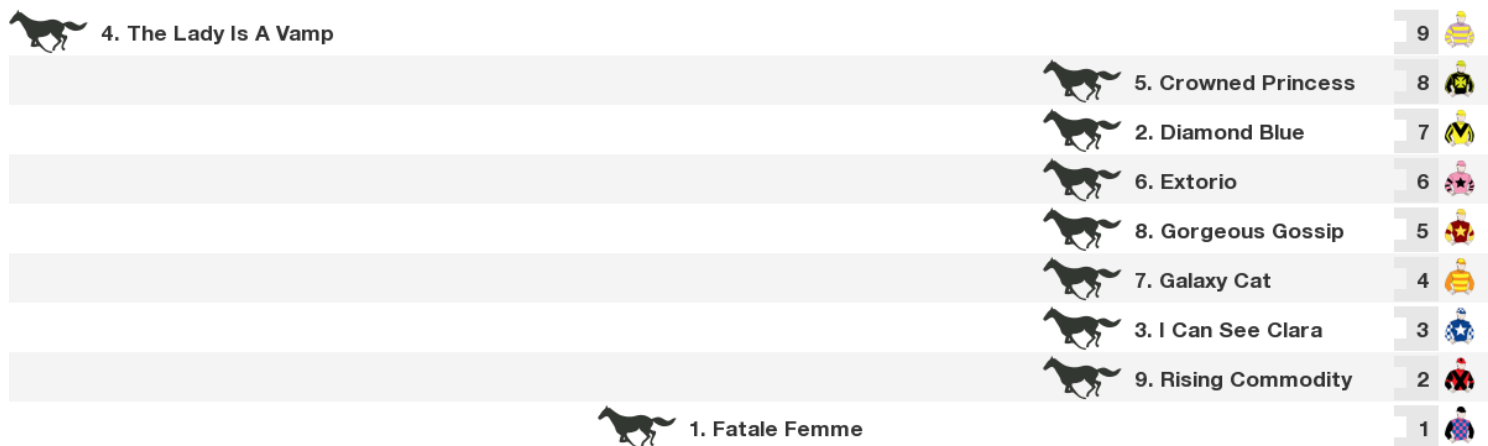 4. The Lady Is A Vamp 9
5. Crowned Princess 8
2. Diamond Blue 7
6. Extorio 6
8. Gorgeous Gossip 5
7. Galaxy Cat 4
3. I Can See Clara 3
9. Rising Commodity 2
1. Fatale Femme 1